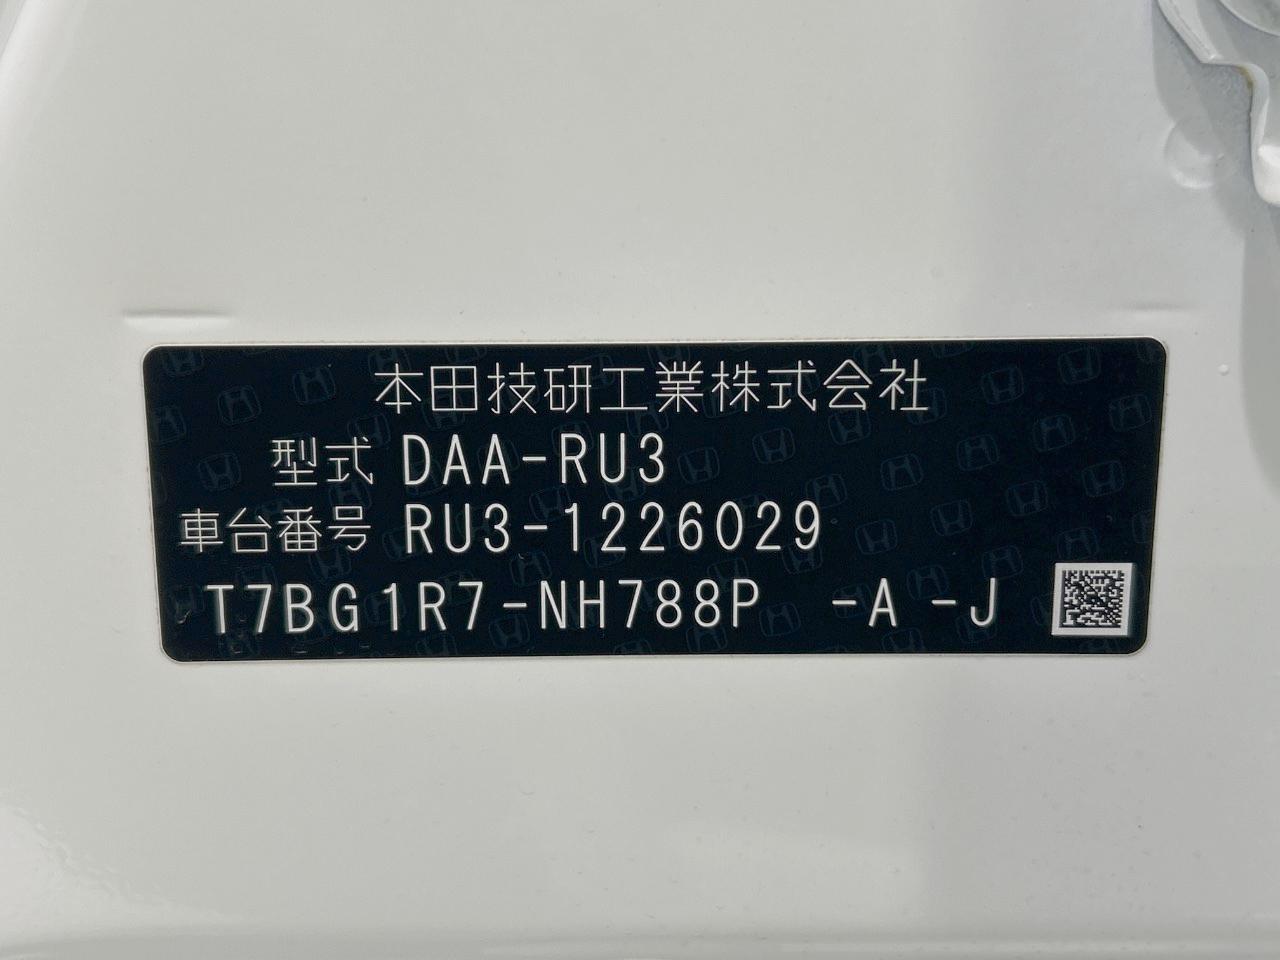 本田技研工業株式会社
型式 DAA-RU3
車台番号 RU3-1226029
T7BG1R7-NH788P -A -J